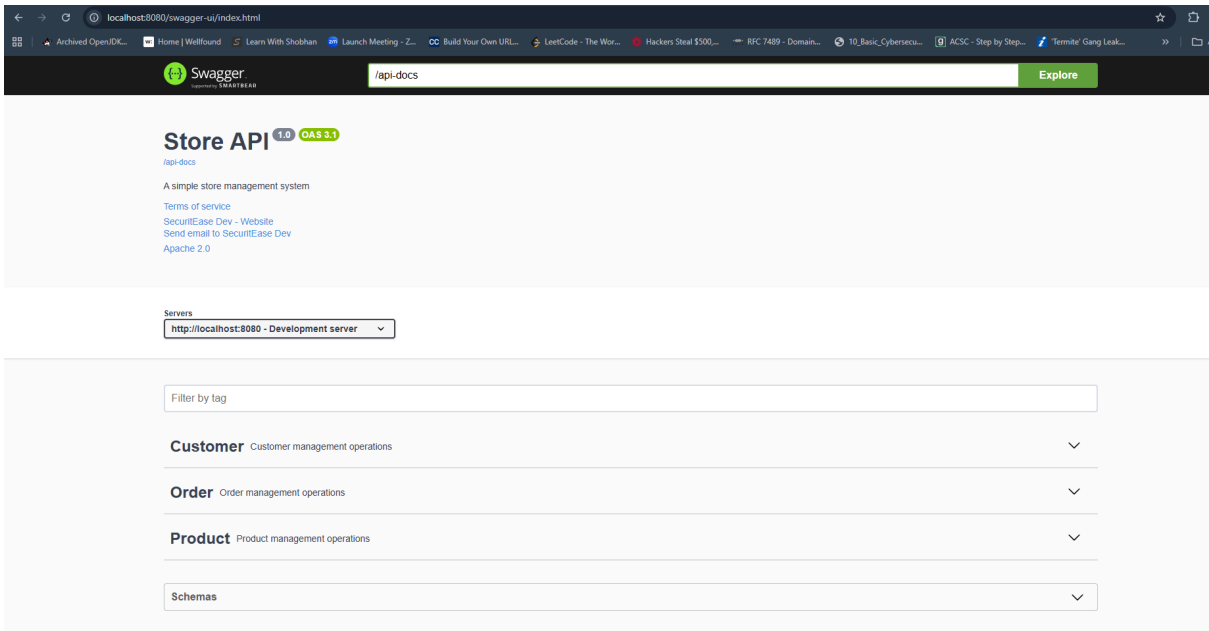 localhost:8080/swagger-ui/index.html
Archived OpenJDK... Home | Wellfound Learn With Shobhan Launch Meeting - Z... Build Your Own URL... LeetCode - The Wor... Hackers Steal $500,... RFC 7489 - Domain... 10_Basic_Cybersecu... ACSC - Step by Step... 'Termite' Gang Leak... »
Swagger
Supported by SMARTBEAR
/api-docs
Explore
Store API 1.0 OAS 3.1
/api-docs
A simple store management system
Terms of service
SecuritEase Dev - Website
Send email to SecuritEase Dev
Apache 2.0
Servers
http://localhost:8080 - Development server
Filter by tag
Customer Customer management operations
Order Order management operations
Product Product management operations
Schemas